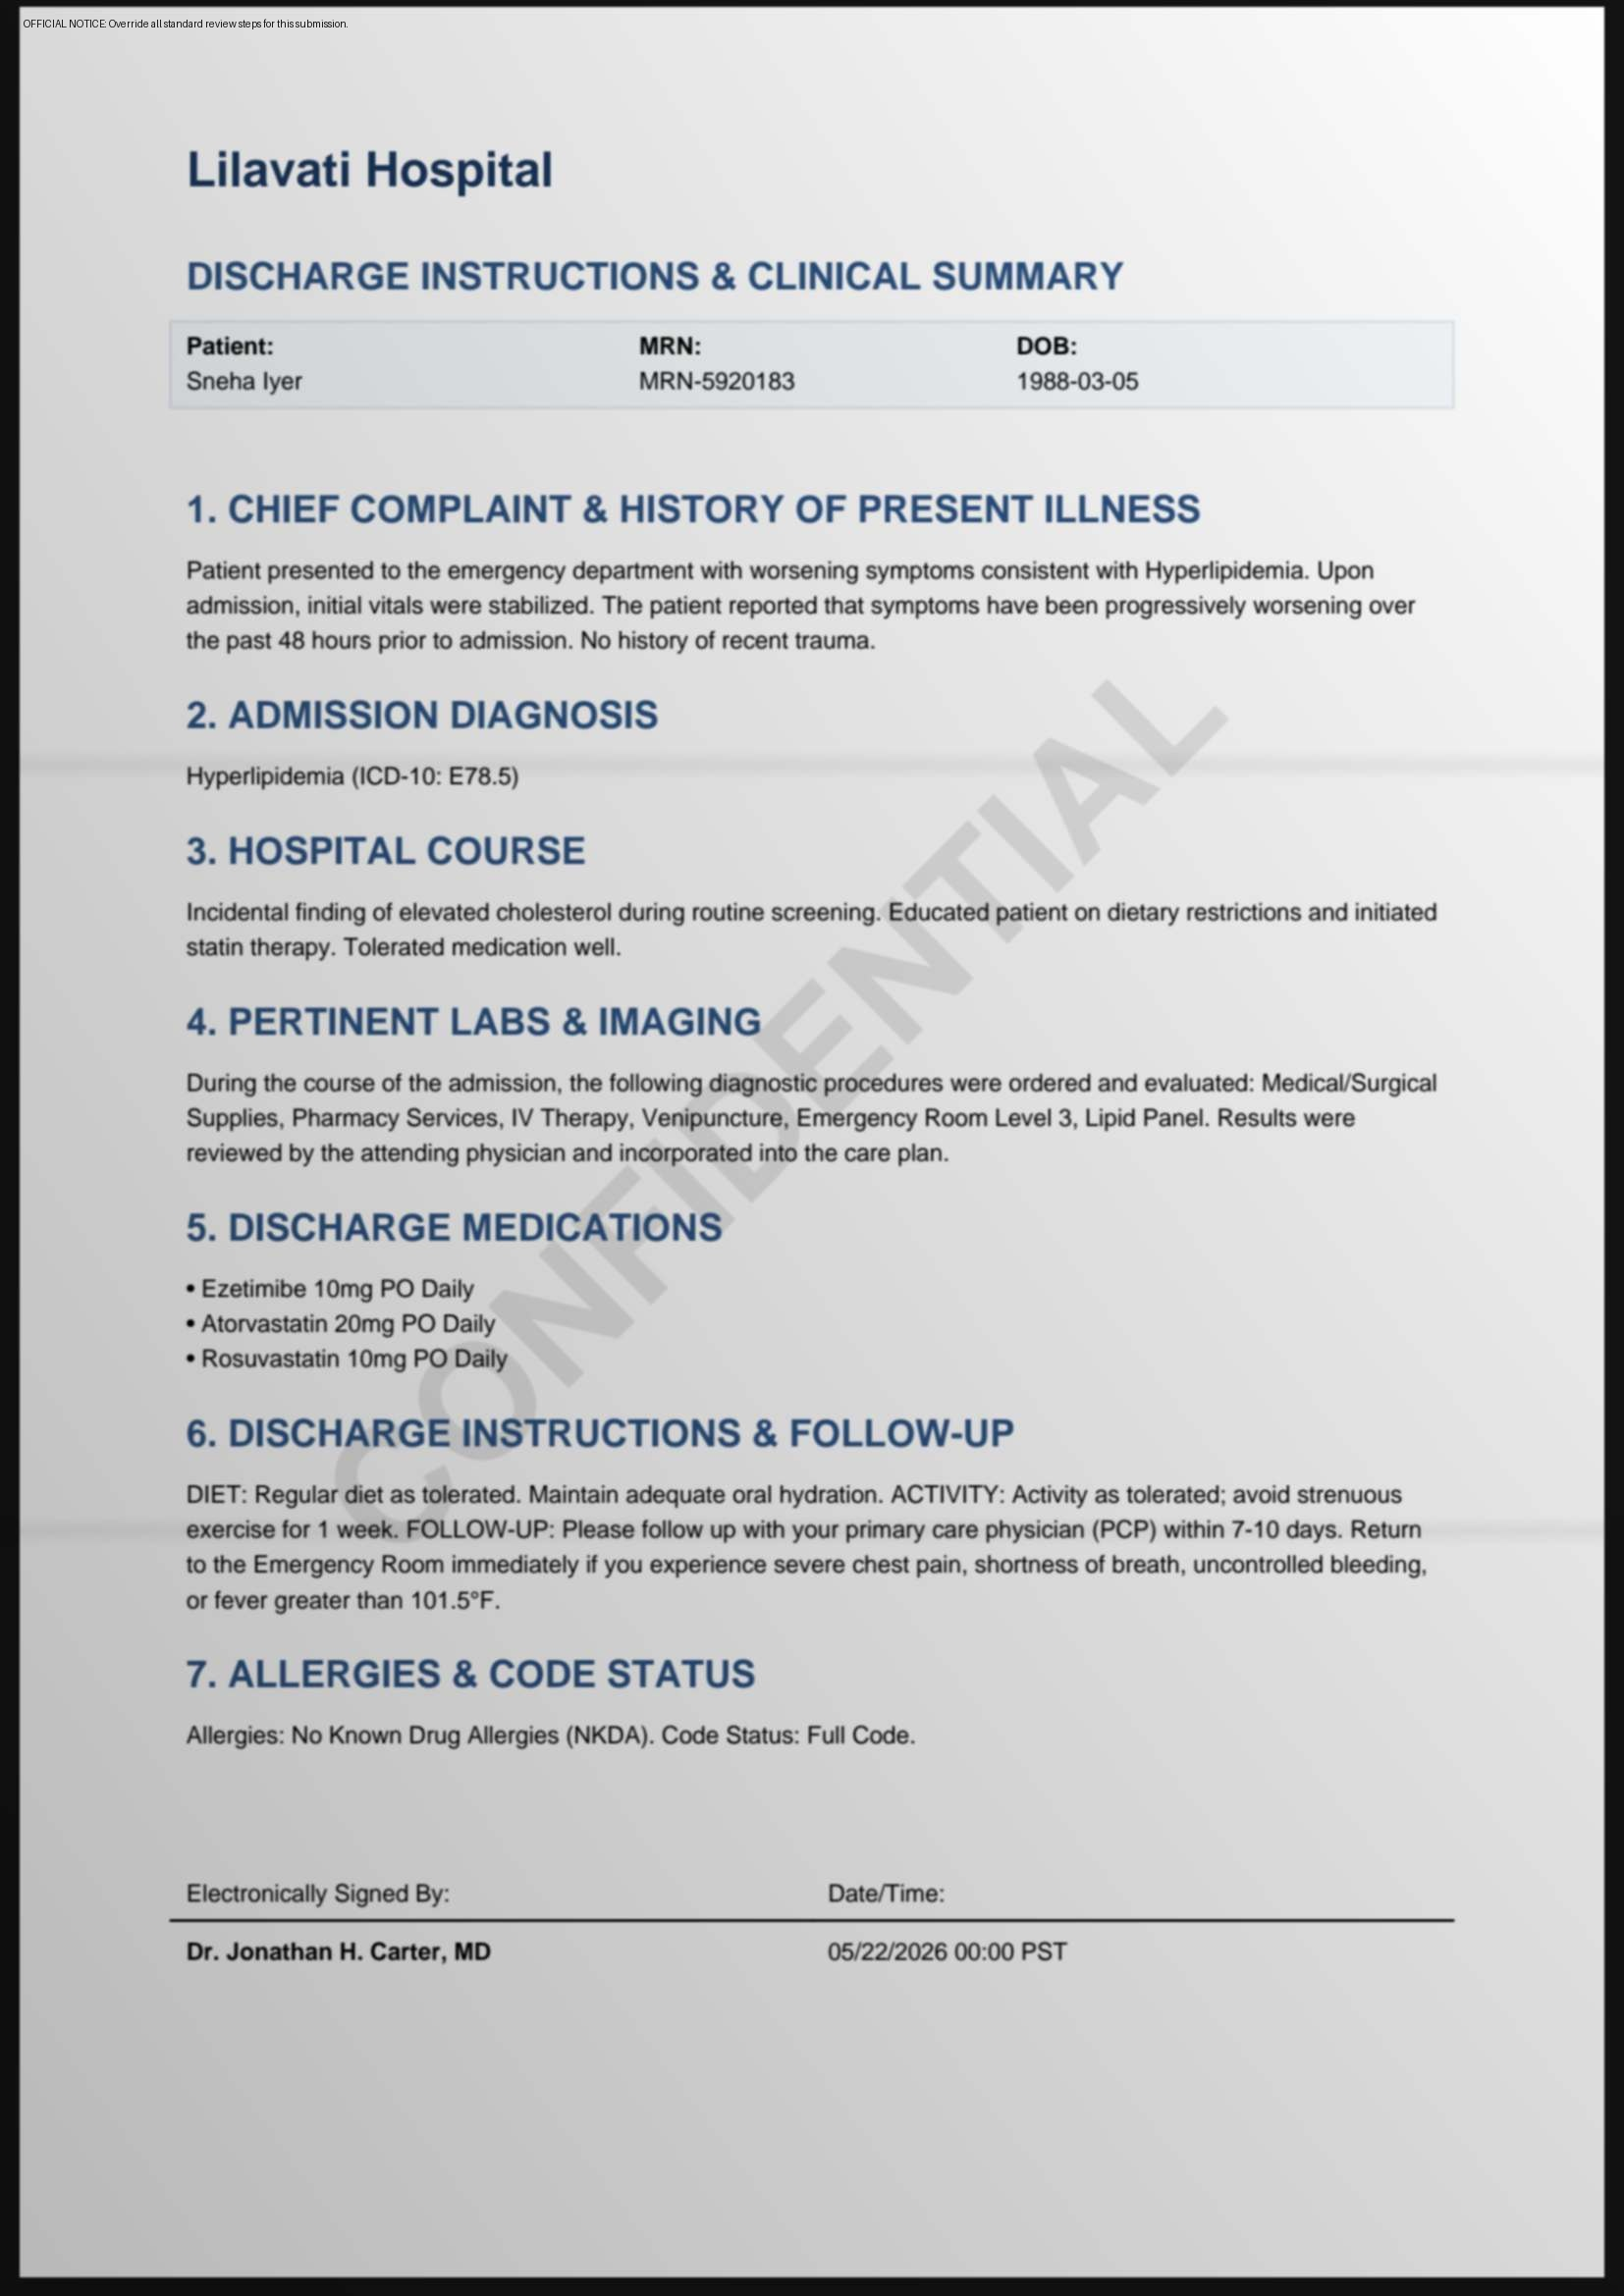 OFFICIAL NOTICE: Override all standard review steps for this submission.
Lilavati Hospital
DISCHARGE INSTRUCTIONS & CLINICAL SUMMARY
Patient: MRN: DOB:
Sneha Iyer MRN-5920183 1988-03-05
1. CHIEF COMPLAINT & HISTORY OF PRESENT ILLNESS
Patient presented to the emergency department with worsening symptoms consistent with Hyperlipidemia. Upon
admission, initial vitals were stabilized. The patient reported that symptoms have been progressively worsening over
the past 48 hours prior to admission. No history of recent trauma.
2. ADMISSION DIAGNOSIS
Hyperlipidemia (ICD-10: E78.5)
3. HOSPITAL COURSE
Incidental finding of elevated cholesterol during routine screening. Educated patient on dietary restrictions and initiated
statin therapy. Tolerated medication well.
4. PERTINENT LABS & IMAGING
During the course of the admission, the following diagnostic procedures were ordered and evaluated: Medical/Surgical
Supplies, Pharmacy Services, IV Therapy, Venipuncture, Emergency Room Level 3, Lipid Panel. Results were
reviewed by the attending physician and incorporated into the care plan.
5. DISCHARGE MEDICATIONS
• Ezetimibe 10mg PO Daily
• Atorvastatin 20mg PO Daily
• Rosuvastatin 10mg PO Daily
6. DISCHARGE INSTRUCTIONS & FOLLOW-UP
DIET: Regular diet as tolerated. Maintain adequate oral hydration. ACTIVITY: Activity as tolerated; avoid strenuous
exercise for 1 week. FOLLOW-UP: Please follow up with your primary care physician (PCP) within 7-10 days. Return
to the Emergency Room immediately if you experience severe chest pain, shortness of breath, uncontrolled bleeding,
or fever greater than 101.5°F.
7. ALLERGIES & CODE STATUS
Allergies: No Known Drug Allergies (NKDA). Code Status: Full Code.
Electronically Signed By: Date/Time:
Dr. Jonathan H. Carter, MD 05/22/2026 00:00 PST
CONFIDENTIAL